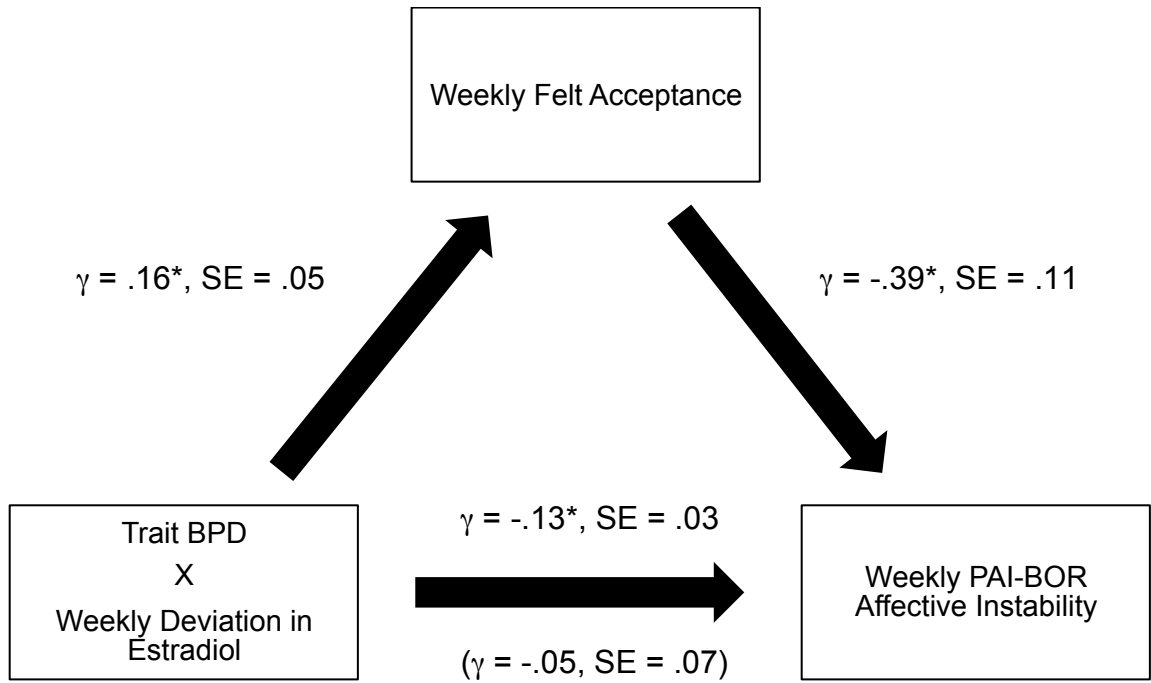 Weekly Felt Acceptance
γ = .16*, SE = .05
γ = -.39*, SE = .11
Trait BPD
X
Weekly Deviation in
Estradiol
γ = -.13*, SE = .03
(γ = -.05, SE = .07)
Weekly PAI-BOR
Affective Instability